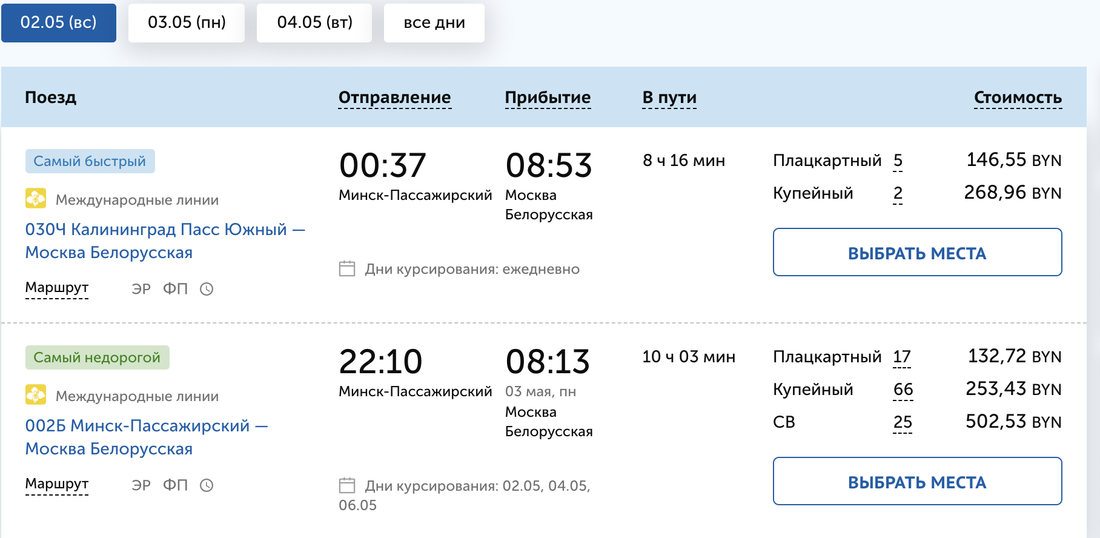 02.05 (вс) 03.05 (пн) 04.05 (вт) все дни
Поезд Отправление Прибытие В пути Стоимость
Самый быстрый
Международные линии
030Ч Калининград Пасс Южный —
Москва Белорусская
Маршрут ЭР ФП
00:37
Минск-Пассажирский
Дни курсирования: ежедневно
08:53
Москва
Белорусская
8 ч 16 мин
Плацкартный 5 146,55 BYN
Купейный 2 268,96 BYN
ВЫБРАТЬ МЕСТА
Самый недорогой
Международные линии
002Б Минск-Пассажирский —
Москва Белорусская
Маршрут ЭР ФП
22:10
Минск-Пассажирский
Дни курсирования: 02.05, 04.05,
06.05
08:13
03 мая, пн
Москва
Белорусская
10 ч 03 мин
Плацкартный 17 132,72 BYN
Купейный 66 253,43 BYN
СВ 25 502,53 BYN
ВЫБРАТЬ МЕСТА